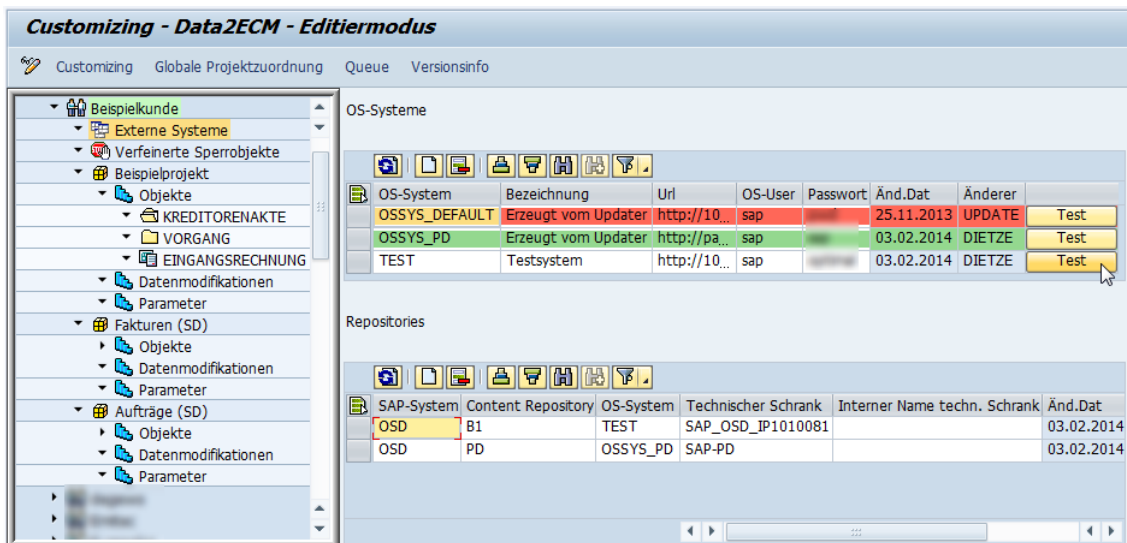 Customizing - Data2ECM - Editiermodus
Customizing Globale Projektzuordnung Queue Versionsinfo
Beispielkunde
Externe Systeme
Verfeinerte Sperrobjekte
Beispielprojekt
Objekte
KREDITORENAKTE
VORGANG
EINGANGSRECHNUNG
Datenmodifikationen
Parameter
Fakturen (SD)
Objekte
Datenmodifikationen
Parameter
Aufträge (SD)
Objekte
Datenmodifikationen
Parameter
OS-Systeme
OS-System Bezeichnung Url OS-User Passwort Änd.Dat Änderer
OSSYS_DEFAULT Erzeugt vom Updater http://10... sap 25.11.2013 UPDATE Test
OSSYS_PD Erzeugt vom Updater http://pa... sap 03.02.2014 DIETZE Test
TEST Testsystem http://10... sap 03.02.2014 DIETZE Test
Repositories
SAP-System Content Repository OS-System Technischer Schrank Interner Name techn. Schrank Änd.Dat
OSD B1 TEST SAP_OSD_IP1010081 03.02.2014
OSD PD OSSYS_PD SAP-PD 03.02.2014